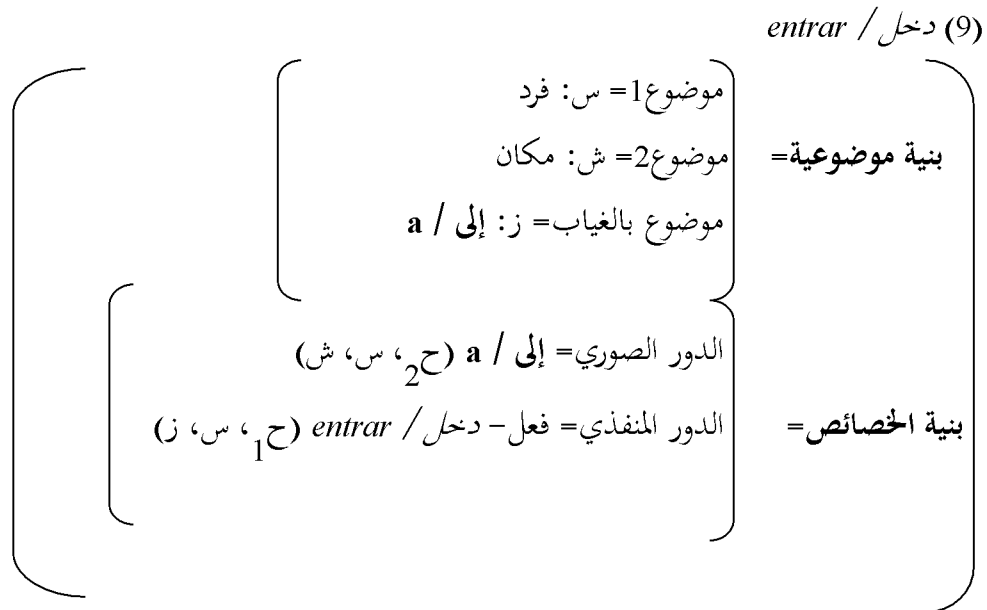 (9) دخل / entrar
موضوع1= س: فرد
بنية موضوعية= موضوع2= ش: مكان
موضوع بالغياب= ز: إلى / a
الدور الصوري= إلى / a (ح2، س، ش)
بنية الخصائص= الدور المنفذي= فعل- دخل / entrar (ح1، س، ز)